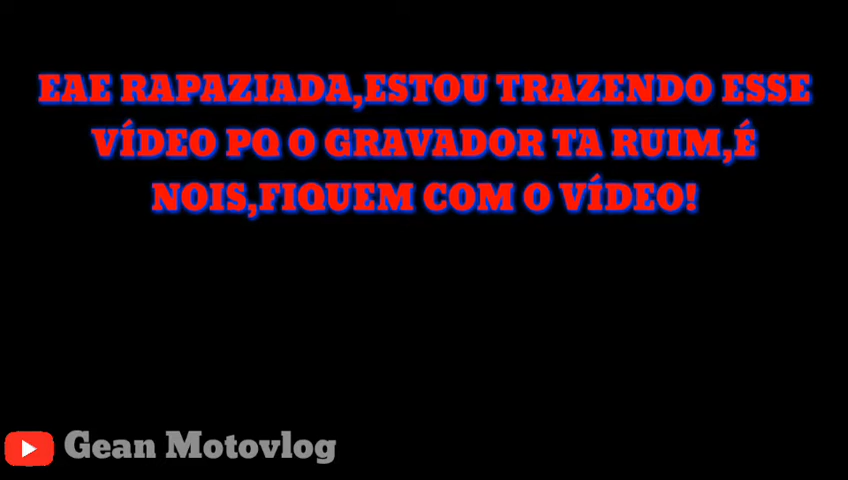 EAE RAPAZIADA,ESTOU TRAZENDO ESSE
VÍDEO PQ O GRAVADOR TA RUIM,É
NOIS,FIQUEM COM O VÍDEO!
Gean Motovlog